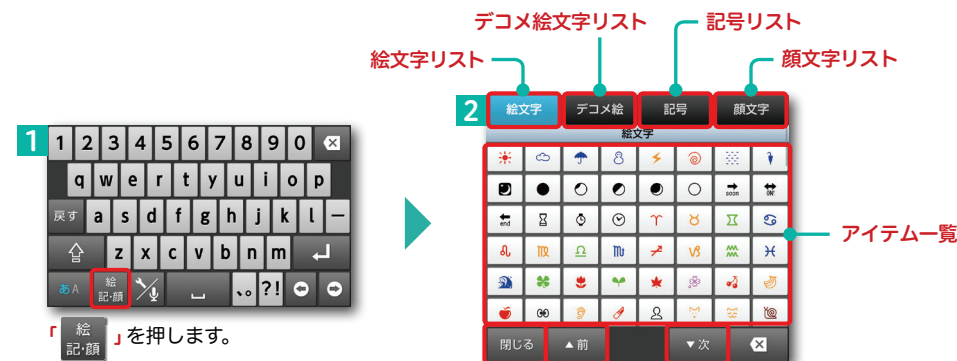 デコメ絵文字リスト
記号リスト
絵文字リスト
顔文字リスト
1
1 2 3 4 5 6 7 8 9 0
q w e r t y u i o p
戻す a s d f g h j k l ー
z x c v b n m
あA 絵記・顔 、。 ?!
「絵記・顔」を押します。
2
絵文字 デコメ絵 記号 顔文字
絵文字
soon ON!
end
アイテム一覧
閉じる ▲前 ▼次